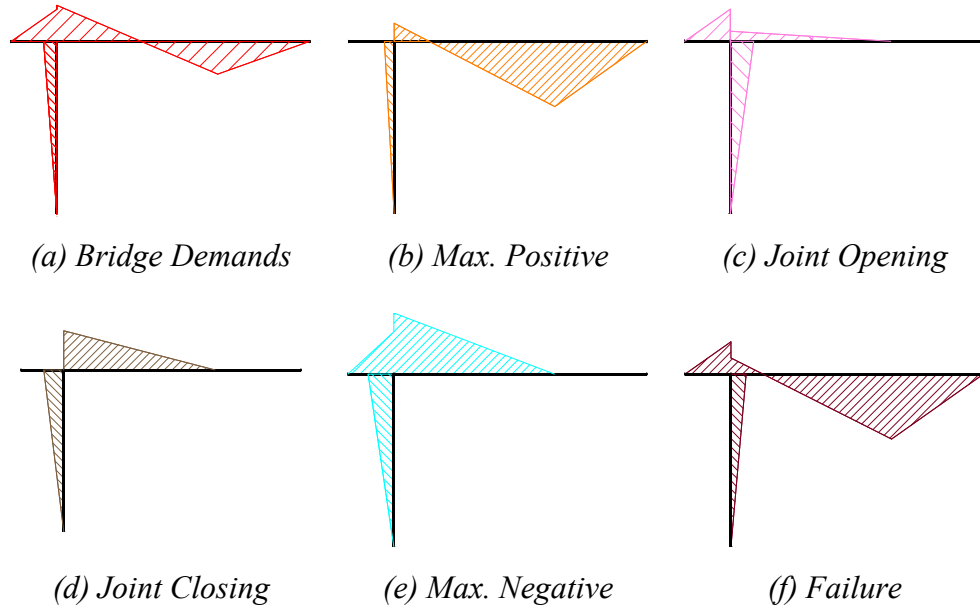 (a) Bridge Demands
(b) Max. Positive
(c) Joint Opening
(d) Joint Closing
(e) Max. Negative
(f) Failure